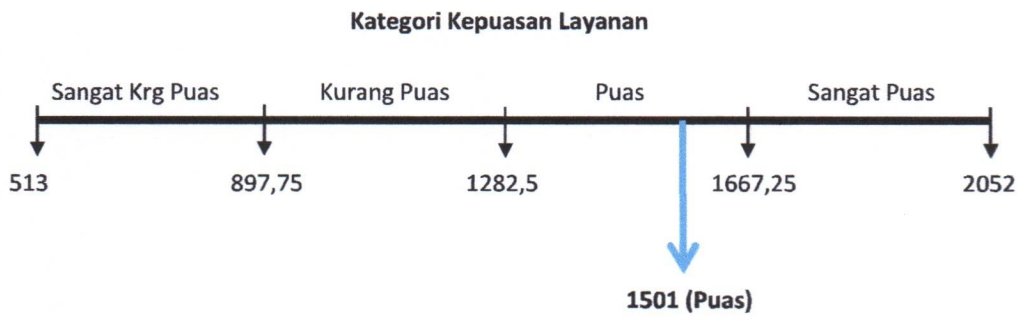 Kategori Kepuasan Layanan
Sangat Krg Puas Kurang Puas Puas Sangat Puas
513 897,75 1282,5 1667,25 2052
1501 (Puas)